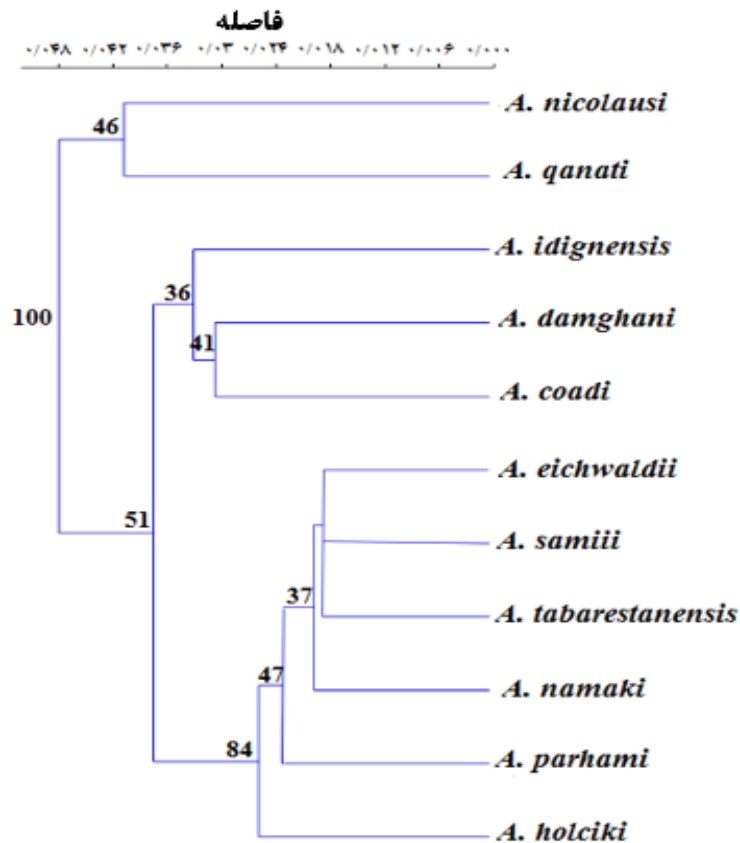 فاصله
۰/۰۴۸ ۰/۰۴۲ ۰/۰۳۶ ۰/۰۳ ۰/۰۲۴ ۰/۰۱۸ ۰/۰۱۲ ۰/۰۰۶ ۰/۰۰۰
A. nicolausi
46
A. qanati
A. idignensis
36
100
A. damghani
41
A. coadi
A. eichwaldii
51
A. samiii
37
A. tabarestanensis
47
A. namaki
84
A. parhami
A. holciki